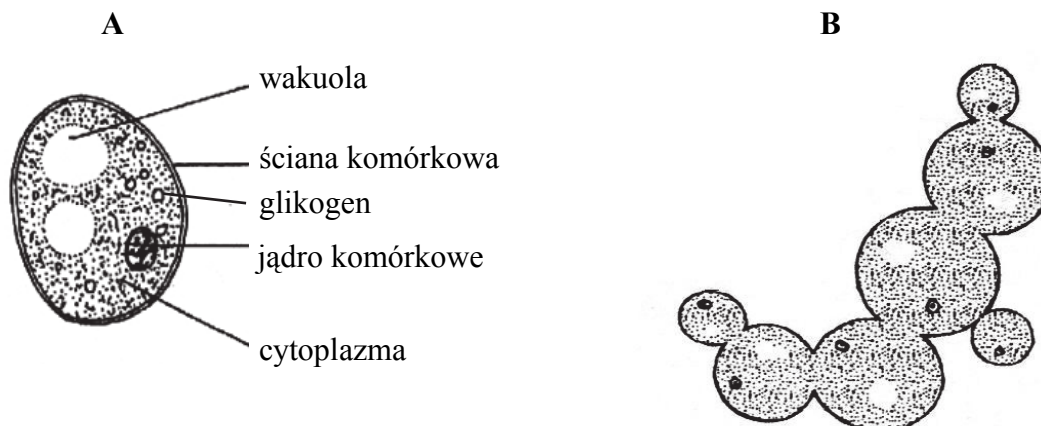 A
B
wakuola
ściana komórkowa
glikogen
jądro komórkowe
cytoplazma